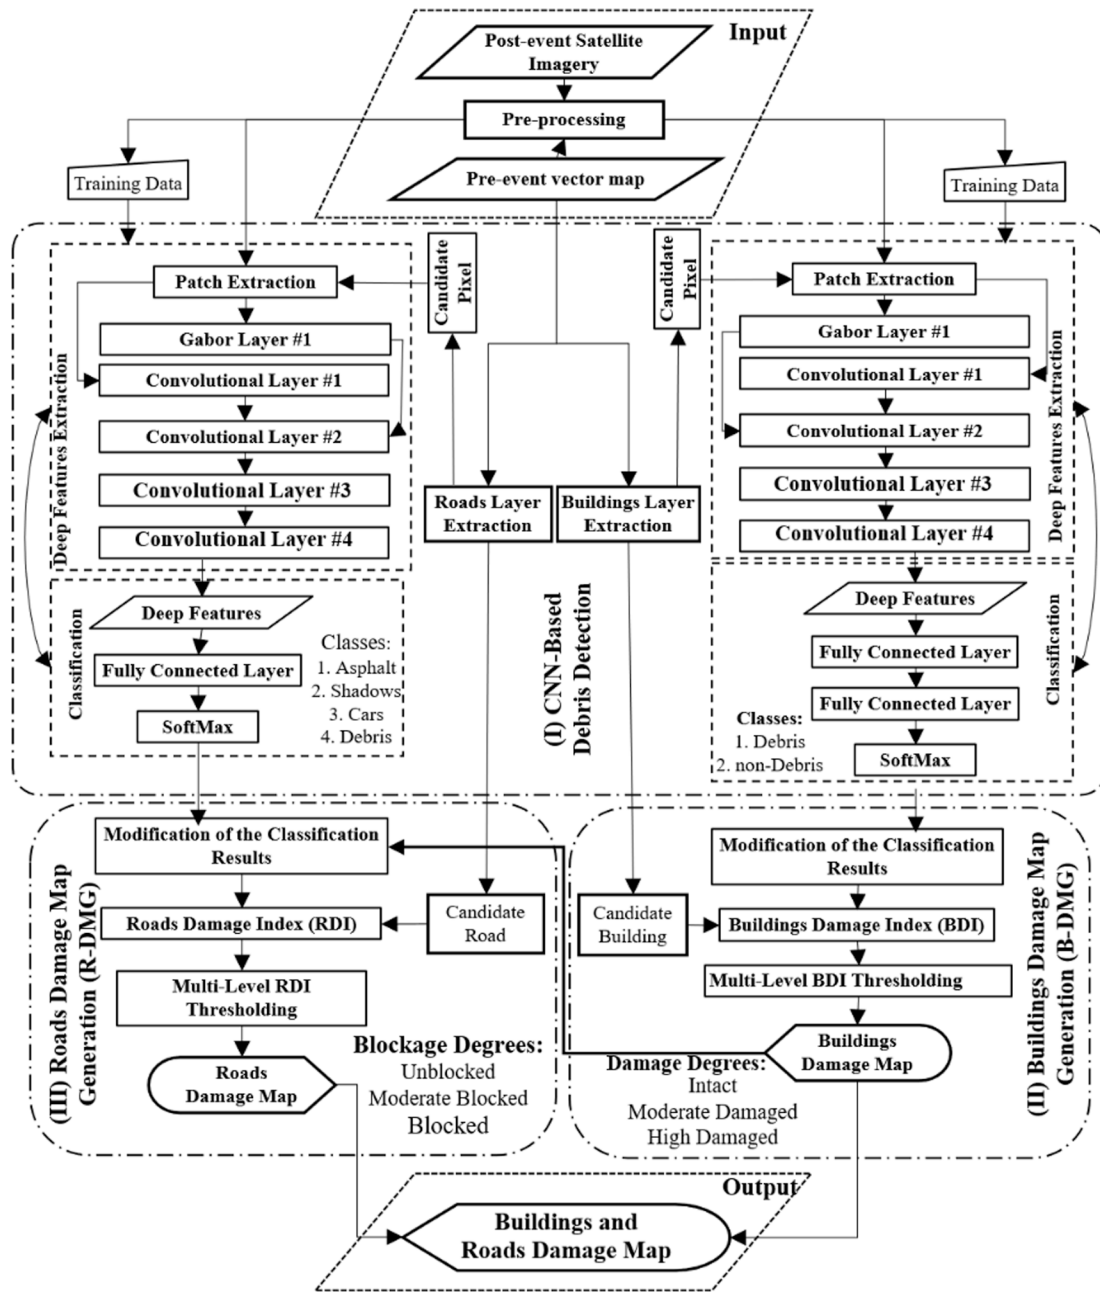 Input
Post-event Satellite
Imagery
Pre-processing
Pre-event vector map
Training Data
Training Data
Deep Features Extraction
Patch Extraction
Gabor Layer #1
Convolutional Layer #1
Convolutional Layer #2
Convolutional Layer #3
Convolutional Layer #4
Candidate
Pixel
Candidate
Pixel
Patch Extraction
Gabor Layer #1
Convolutional Layer #1
Convolutional Layer #2
Convolutional Layer #3
Convolutional Layer #4
Deep Features Extraction
Roads Layer
Extraction
Buildings Layer
Extraction
Classification
Deep Features
Fully Connected Layer
SoftMax
Classes:
1. Asphalt
2. Shadows
3. Cars
4. Debris
(I) CNN-Based
Debris Detection
Deep Features
Fully Connected Layer
Fully Connected Layer
SoftMax
Classes:
1. Debris
2. non-Debris
Classification
(III) Roads Damage Map
Generation (R-DMG)
Modification of the Classification
Results
Roads Damage Index (RDI)
Multi-Level RDI
Thresholding
Roads
Damage Map
Candidate
Road
Blockage Degrees:
Unblocked
Moderate Blocked
Blocked
Candidate
Building
Modification of the Classification
Results
Buildings Damage Index (BDI)
Multi-Level BDI Thresholding
Buildings
Damage Map
Damage Degrees:
Intact
Moderate Damaged
High Damaged
(II) Buildings Damage Map
Generation (B-DMG)
Output
Buildings and
Roads Damage Map